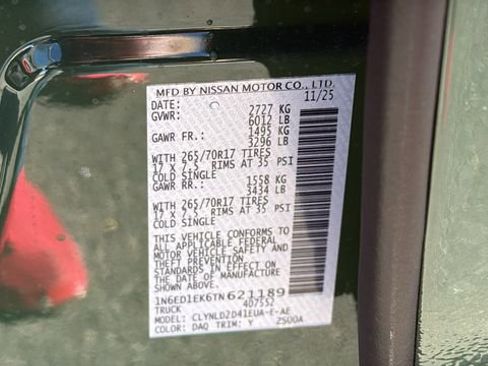 MFD BY NISSAN MOTOR CO., LTD.
DATE: 11/25
GVWR: 2727 KG
6012 LB
GAWR FR: 1495 KG
3296 LB
WITH 265/70R17 TIRES
17 X 7.5 RIMS AT 35 PSI
COLD SINGLE
GAWR RR: 1558 KG
3434 LB
WITH 265/70R17 TIRES
17 X 7.5 RIMS AT 35 PSI
COLD SINGLE
THIS VEHICLE CONFORMS TO
ALL APPLICABLE FEDERAL
MOTOR VEHICLE SAFETY AND
THEFT PREVENTION
STANDARDS IN EFFECT ON
THE DATE OF MANUFACTURE
SHOWN ABOVE.
1N6ED1EK6TN621189
TRUCK 407552
MODEL: CLYNLD2D41EUA-E-AE
COLOR: DAQ TRIM: Y 2500A